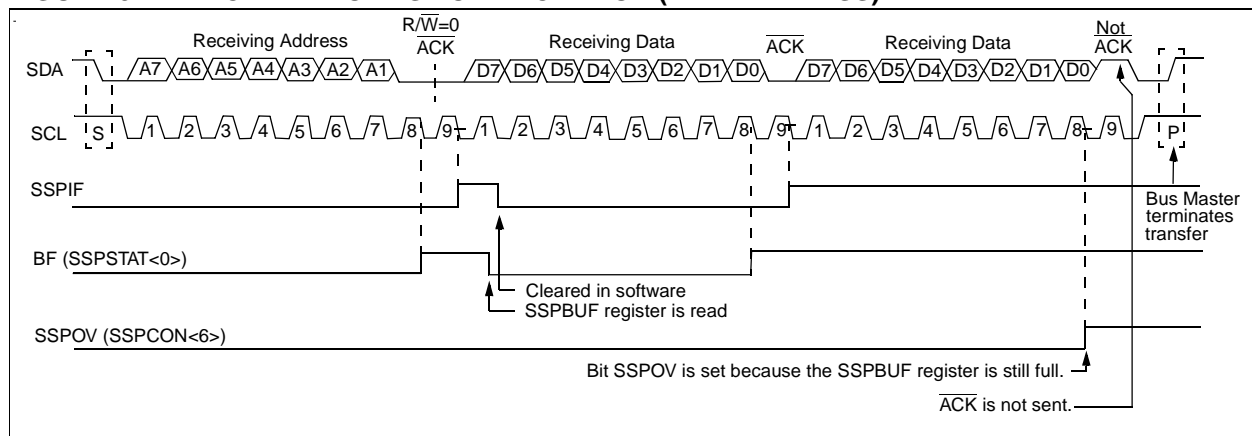 R/W=0
Receiving Address ACK Receiving Data ACK Receiving Data Not ACK
SDA A7 A6 A5 A4 A3 A2 A1 D7 D6 D5 D4 D3 D2 D1 D0 D7 D6 D5 D4 D3 D2 D1 D0
SCL S 1 2 3 4 5 6 7 8 9 1 2 3 4 5 6 7 8 9 1 2 3 4 5 6 7 8 9 P
SSPIF
Bus Master
terminates
transfer
BF (SSPSTAT<0>)
Cleared in software
SSPBUF register is read
SSPOV (SSPCON<6>)
Bit SSPOV is set because the SSPBUF register is still full.
ACK is not sent.